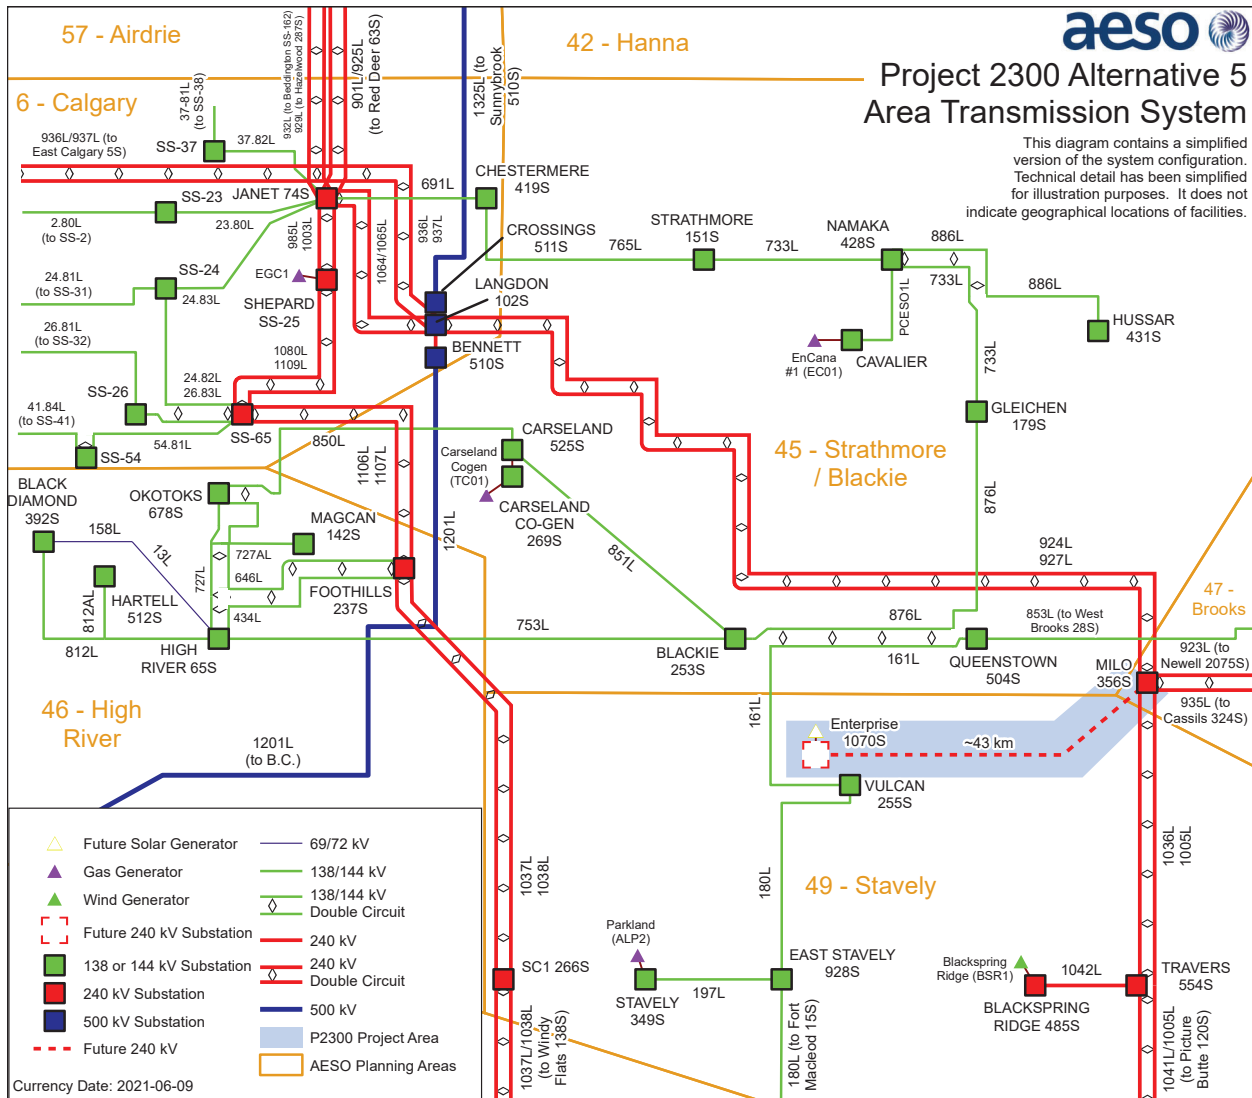 aeso
Project 2300 Alternative 5
Area Transmission System
This diagram contains a simplified
version of the system configuration.
Technical detail has been simplified
for illustration purposes. It does not
indicate geographical locations of facilities.
57 - Airdrie
42 - Hanna
6 - Calgary
932L (to Beddington SS-162)
929L (to Hazelwood 287S)
901L/925L
(to Red Deer 63S)
1325L (to
Sunnybrook
510S)
37-81L
(to SS-38)
936L/937L (to
East Calgary 5S)
SS-37
37.82L
SS-23
JANET 74S
691L
CHESTERMERE
419S
2.80L
(to SS-2)
23.80L
985L
1003L
1064/1065L
936L
937L
CROSSINGS
511S
STRATHMORE
151S
NAMAKA
428S
886L
765L
733L
733L
886L
SS-24
24.81L
(to SS-31)
24.83L
EGC1
SHEPARD
SS-25
LANGDON
102S
PCESO1L
HUSSAR
431S
26.81L
(to SS-32)
BENNETT
510S
EnCana
#1 (EC01)
CAVALIER
733L
1080L
1109L
24.82L
26.83L
SS-26
41.84L
(to SS-41)
SS-65
54.81L
SS-54
850L
CARSELAND
525S
GLEICHEN
179S
1106L
1107L
Carseland
Cogen
(TC01)
45 - Strathmore
/ Blackie
BLACK
DIAMOND
392S
OKOTOKS
678S
CARSELAND
CO-GEN
269S
876L
158L
MAGCAN
142S
1201L
13L
727AL
727L
646L
851L
924L
927L
812AL
HARTELL
512S
FOOTHILLS
237S
47 -
Brooks
434L
753L
876L
853L (to West
Brooks 28S)
812L
HIGH
RIVER 65S
BLACKIE
253S
161L
QUEENSTOWN
504S
MILO
356S
923L (to
Newell 2075S)
46 - High
River
161L
935L (to
Cassils 324S)
Enterprise
1070S
~43 km
1201L
(to B.C.)
VULCAN
255S
1036L
1005L
1037L
1038L
180L
49 - Stavely
Parkland
(ALP2)
SC1 266S
STAVELY
349S
197L
EAST STAVELY
928S
Blackspring
Ridge (BSR1)
1042L
BLACKSPRING
RIDGE 485S
TRAVERS
554S
1037L/1038L
(to Windy
Flats 138S)
180L (to Fort
Macleod 15S)
1041L/1005L
(to Picture
Butte 120S)
Future Solar Generator
Gas Generator
Wind Generator
Future 240 kV Substation
138 or 144 kV Substation
240 kV Substation
500 kV Substation
Future 240 kV
69/72 kV
138/144 kV
138/144 kV
Double Circuit
240 kV
240 kV
Double Circuit
500 kV
P2300 Project Area
AESO Planning Areas
Currency Date: 2021-06-09